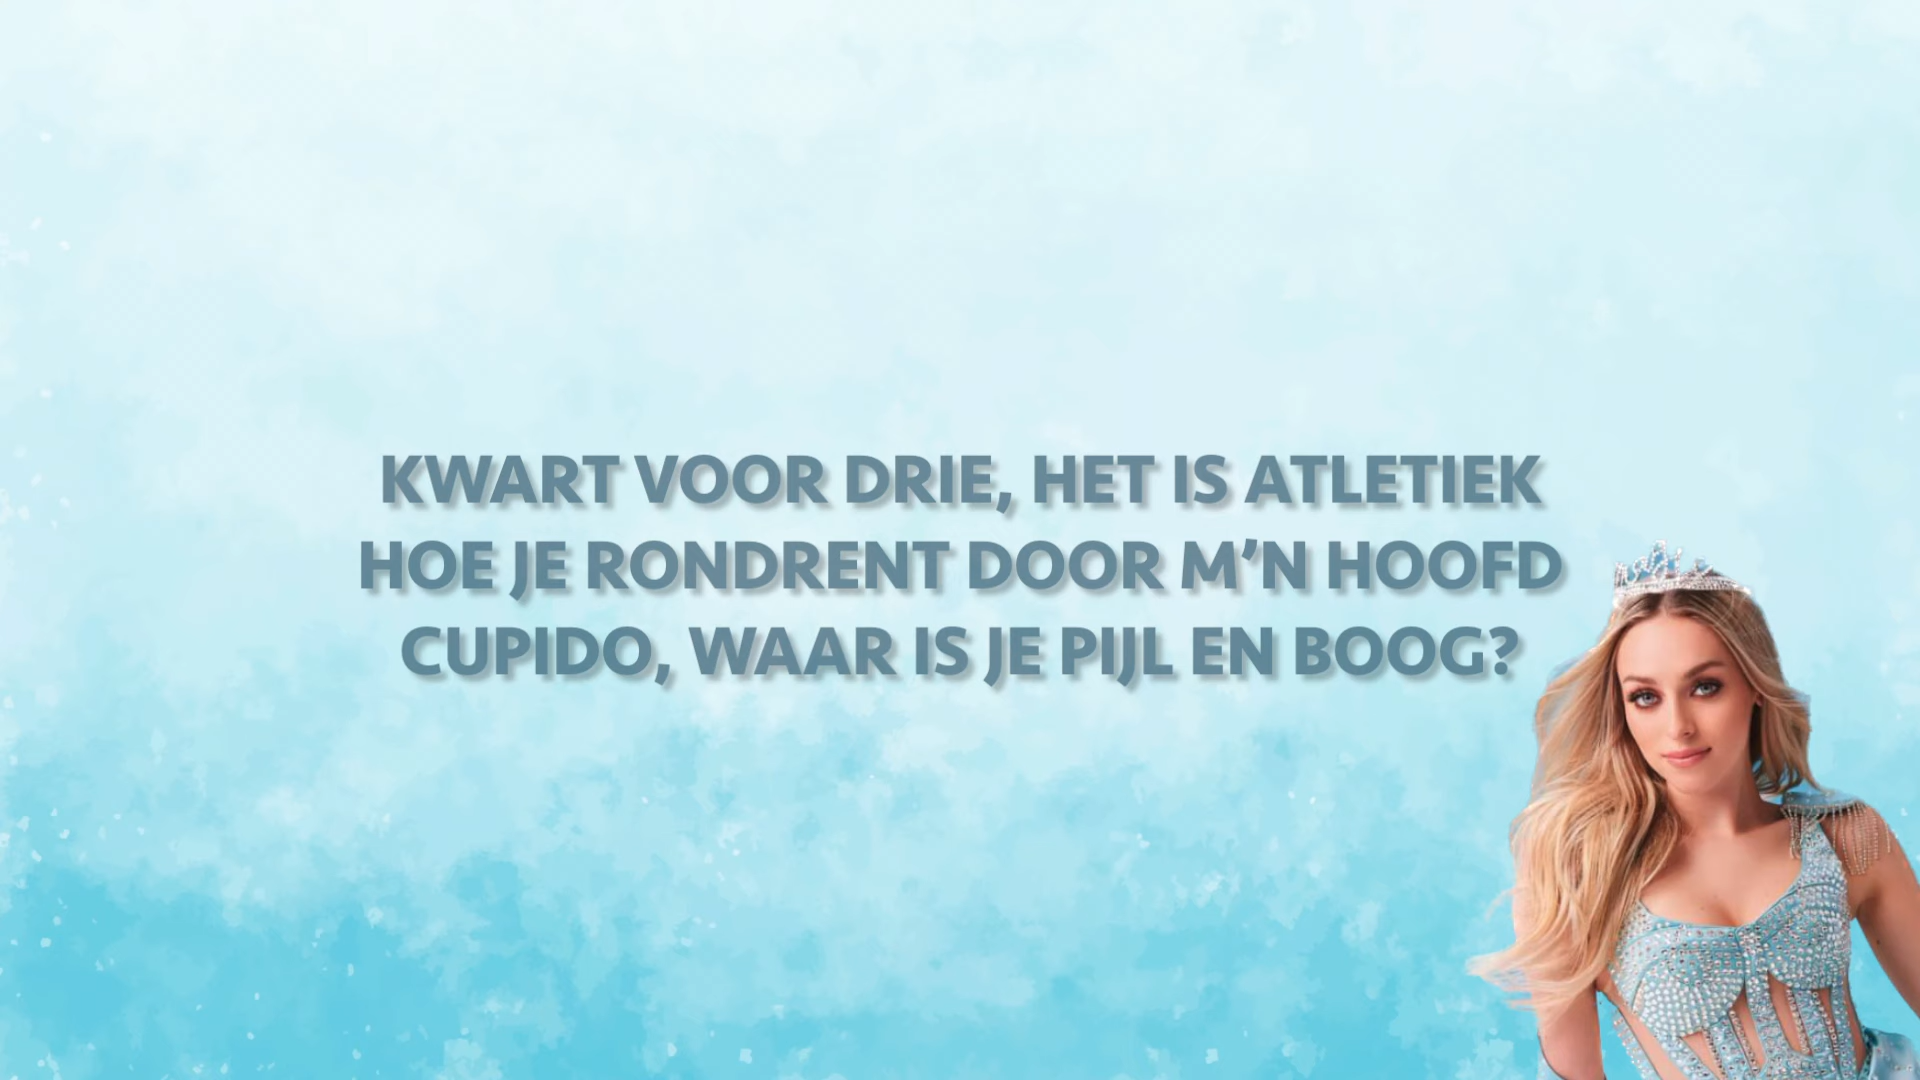 KWART VOOR DRIE, HET IS ATLETIEK
HOE JE RONDRENT DOOR M’N HOOFD
CUPIDO, WAAR IS JE PIJL EN BOOG?